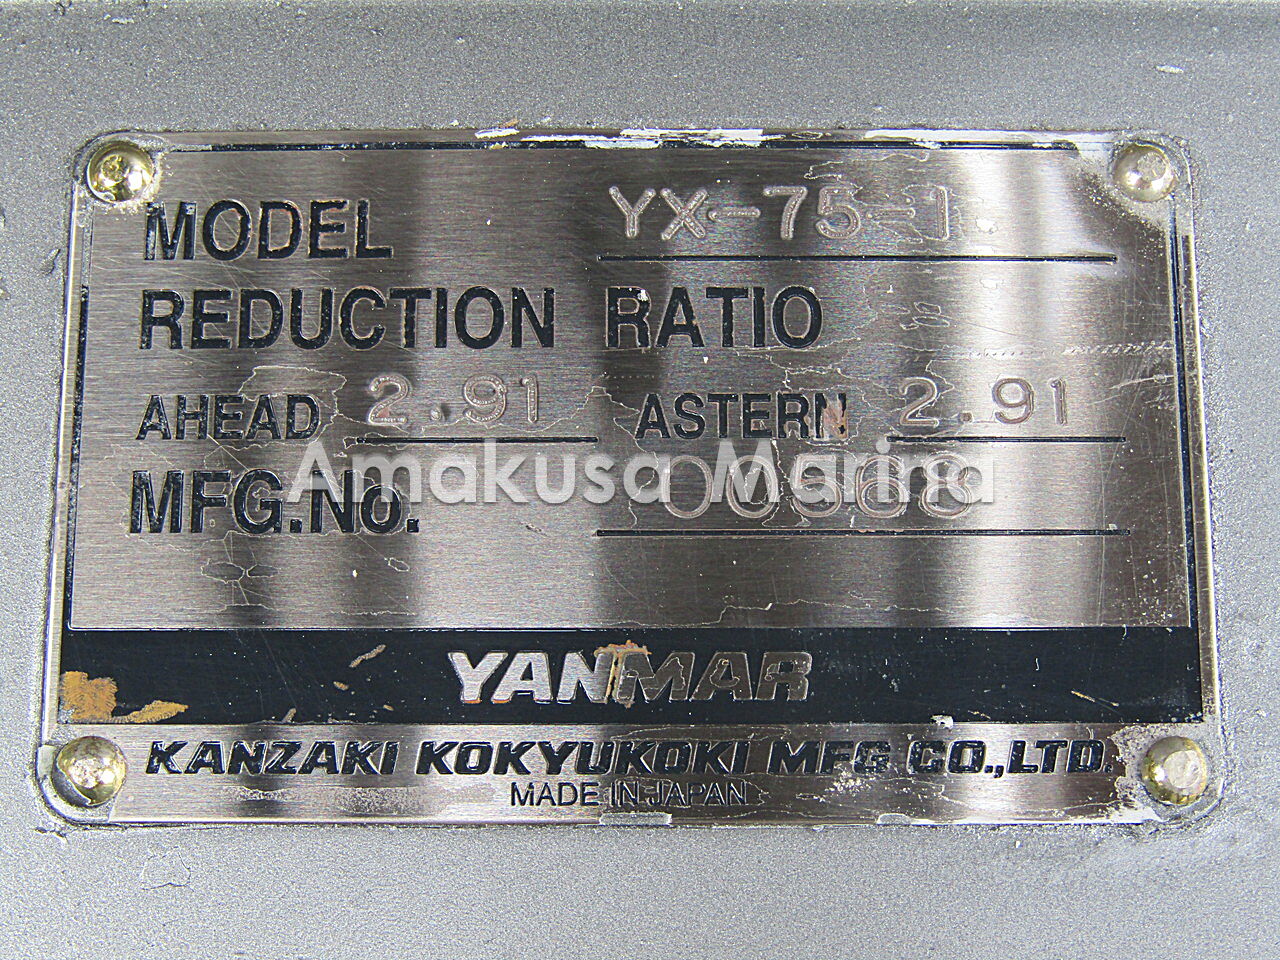 MODEL YX-75-1
REDUCTION RATIO
AHEAD 2.91 ASTERN 2.91
Amakusa Marina
MFG.No. 00568
YANMAR
KANZAKI KOKYUKOKI MFG CO.,LTD.
MADE IN JAPAN